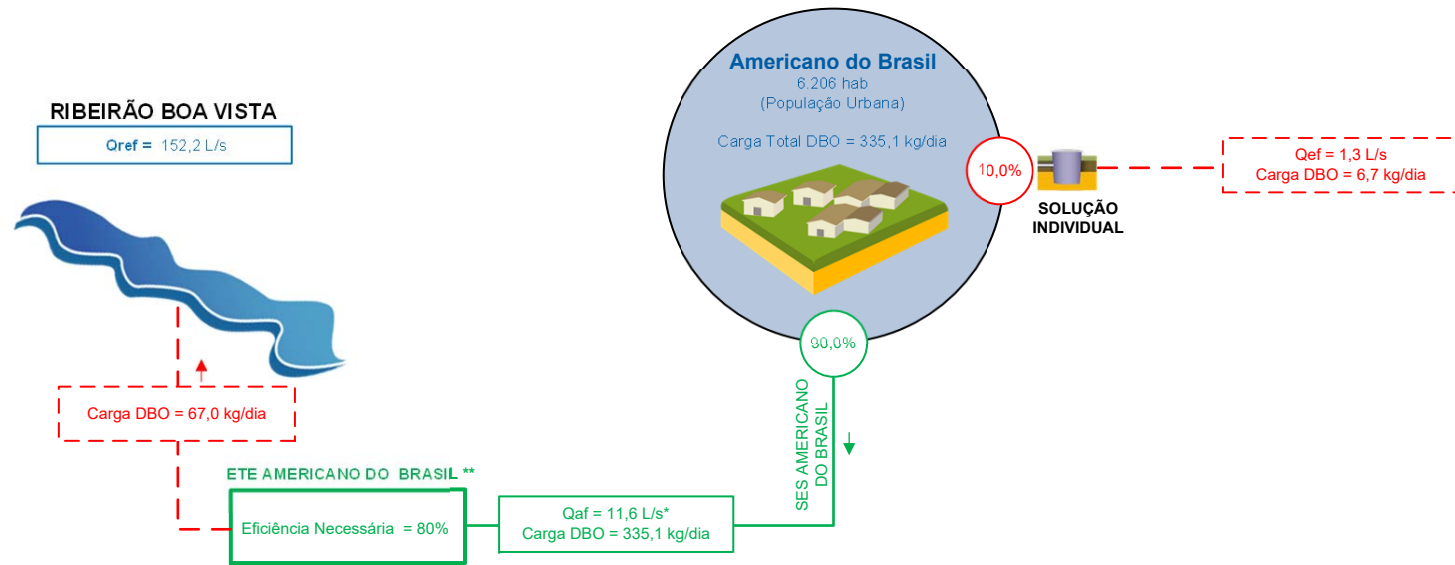 RIBEIRÃO BOA VISTA
Qref = 152,2 L/s
Americano do Brasil
6.206 hab
(População Urbana)
Carga Total DBO = 335,1 kg/dia
10,0%
SOLUÇÃO
INDIVIDUAL
Qef = 1,3 L/s
Carga DBO = 6,7 kg/dia
90,0%
SES AMERICANO
DO BRASIL
Carga DBO = 67,0 kg/dia
ETE AMERICANO DO BRASIL **
Eficiência Necessária = 80%
Qaf = 11,6 L/s*
Carga DBO = 335,1 kg/dia